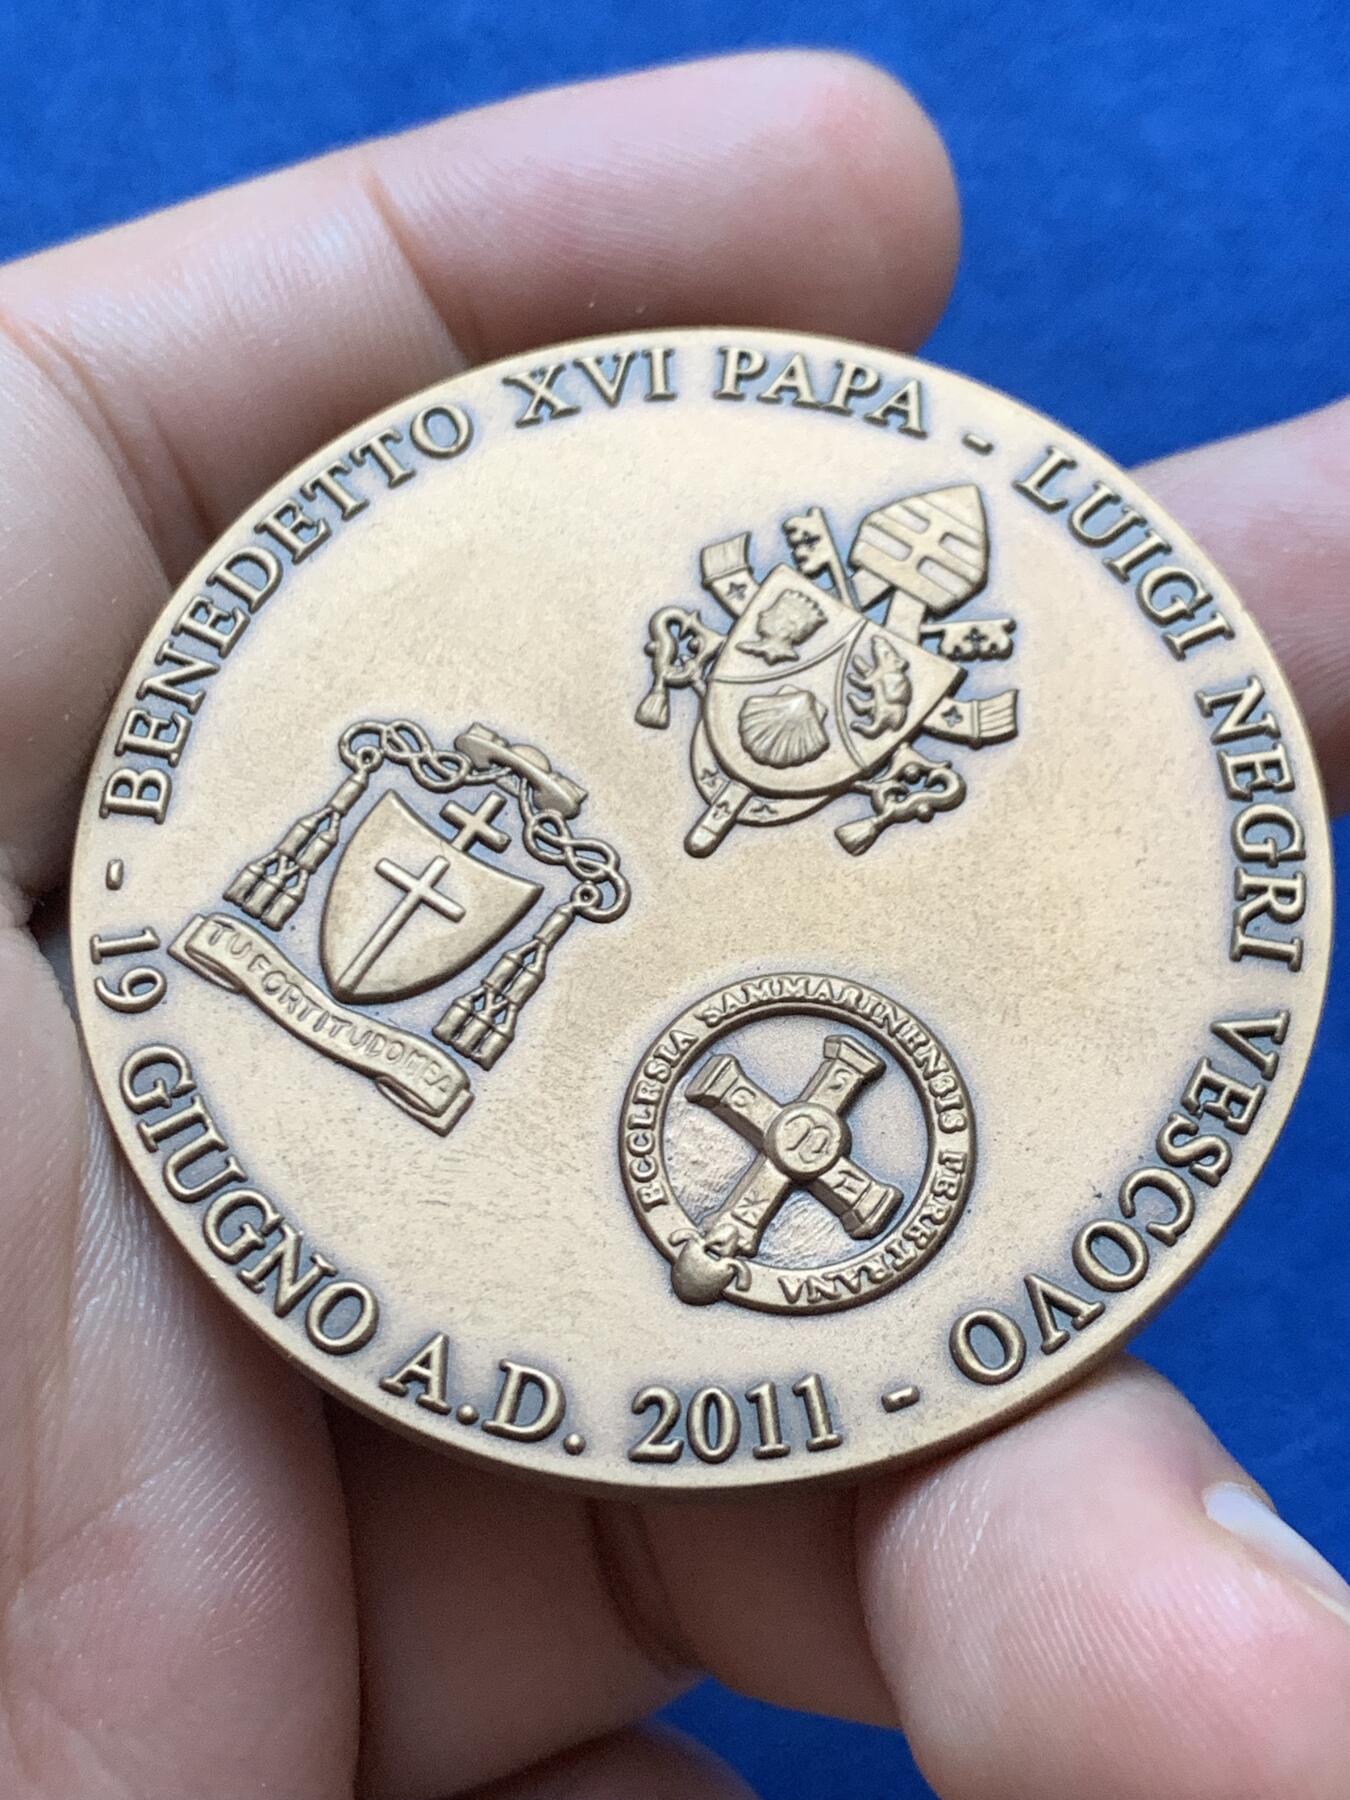 - BENEDETTO XVI PAPA - LUIGI NEGRI VESCOVO - 19 GIUGNO A.D. 2011
TU FORTITUDO MEA
ECCLESIA SAMMARINENSIS FERETRANA